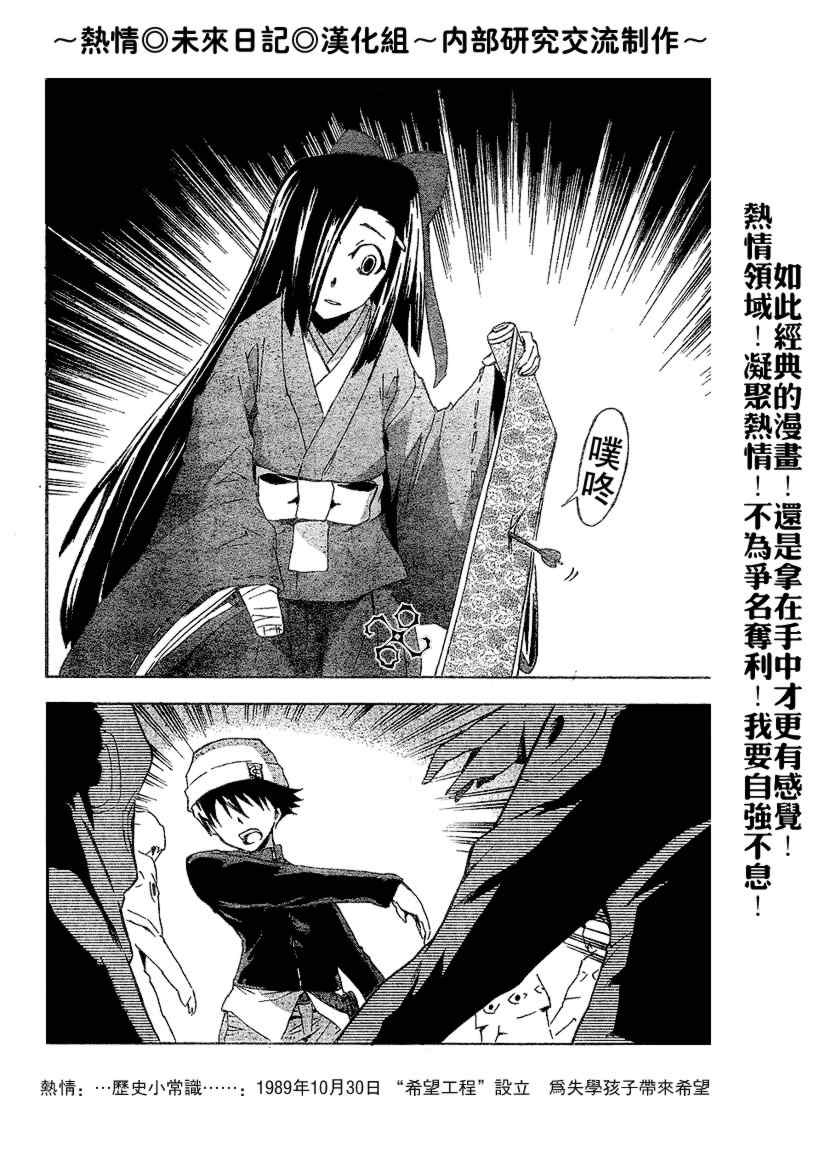 ～熱情◎未來日記◎漢化組～內部研究交流制作～
如此經典的漫畫！還是拿在手中才更有感覺！
熱情領域！凝聚熱情！不為爭名奪利！我要自強不息！
噗咚
熱情：…歷史小常識……：1989年10月30日 “希望工程”設立　爲失學孩子帶來希望